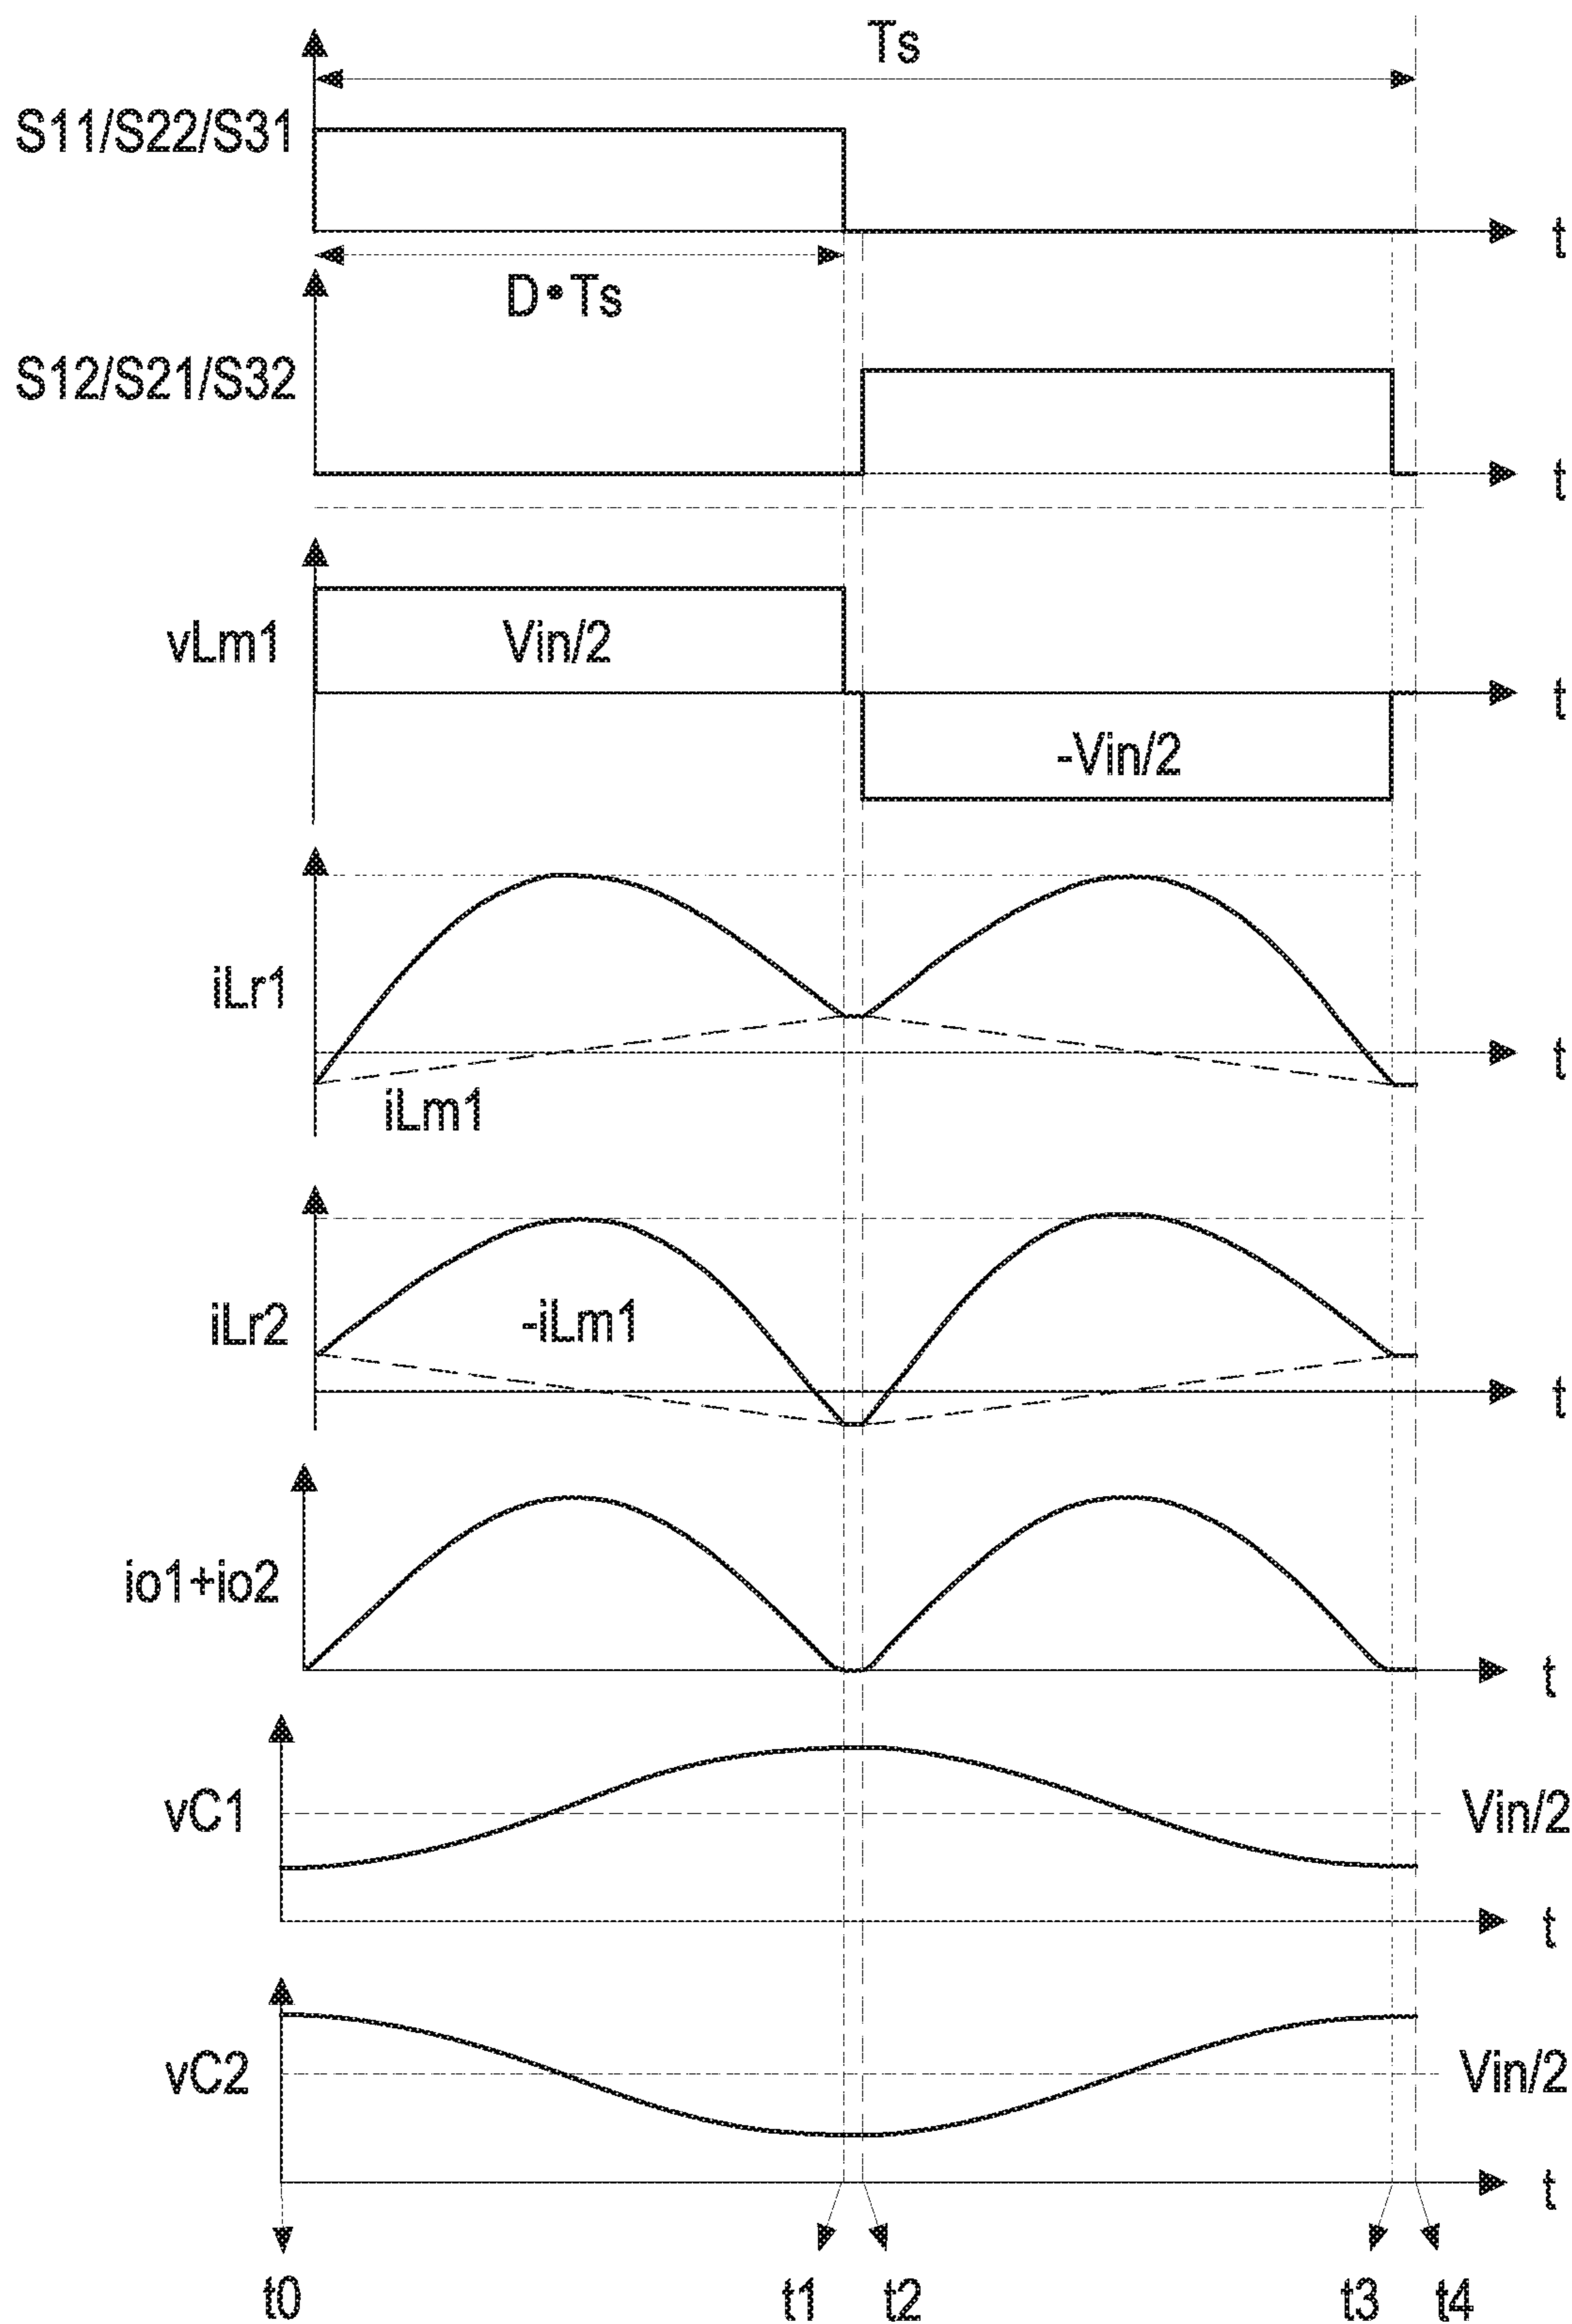 Ts
S11/S22/S31
t
D•Ts
S12/S21/S32
t
vLm1
Vin/2
t
-Vin/2
iLr1
t
iLm1
iLr2
-iLm1
t
io1+io2
t
vC1
Vin/2
t
vC2
Vin/2
t
t0 t1 t2 t3 t4